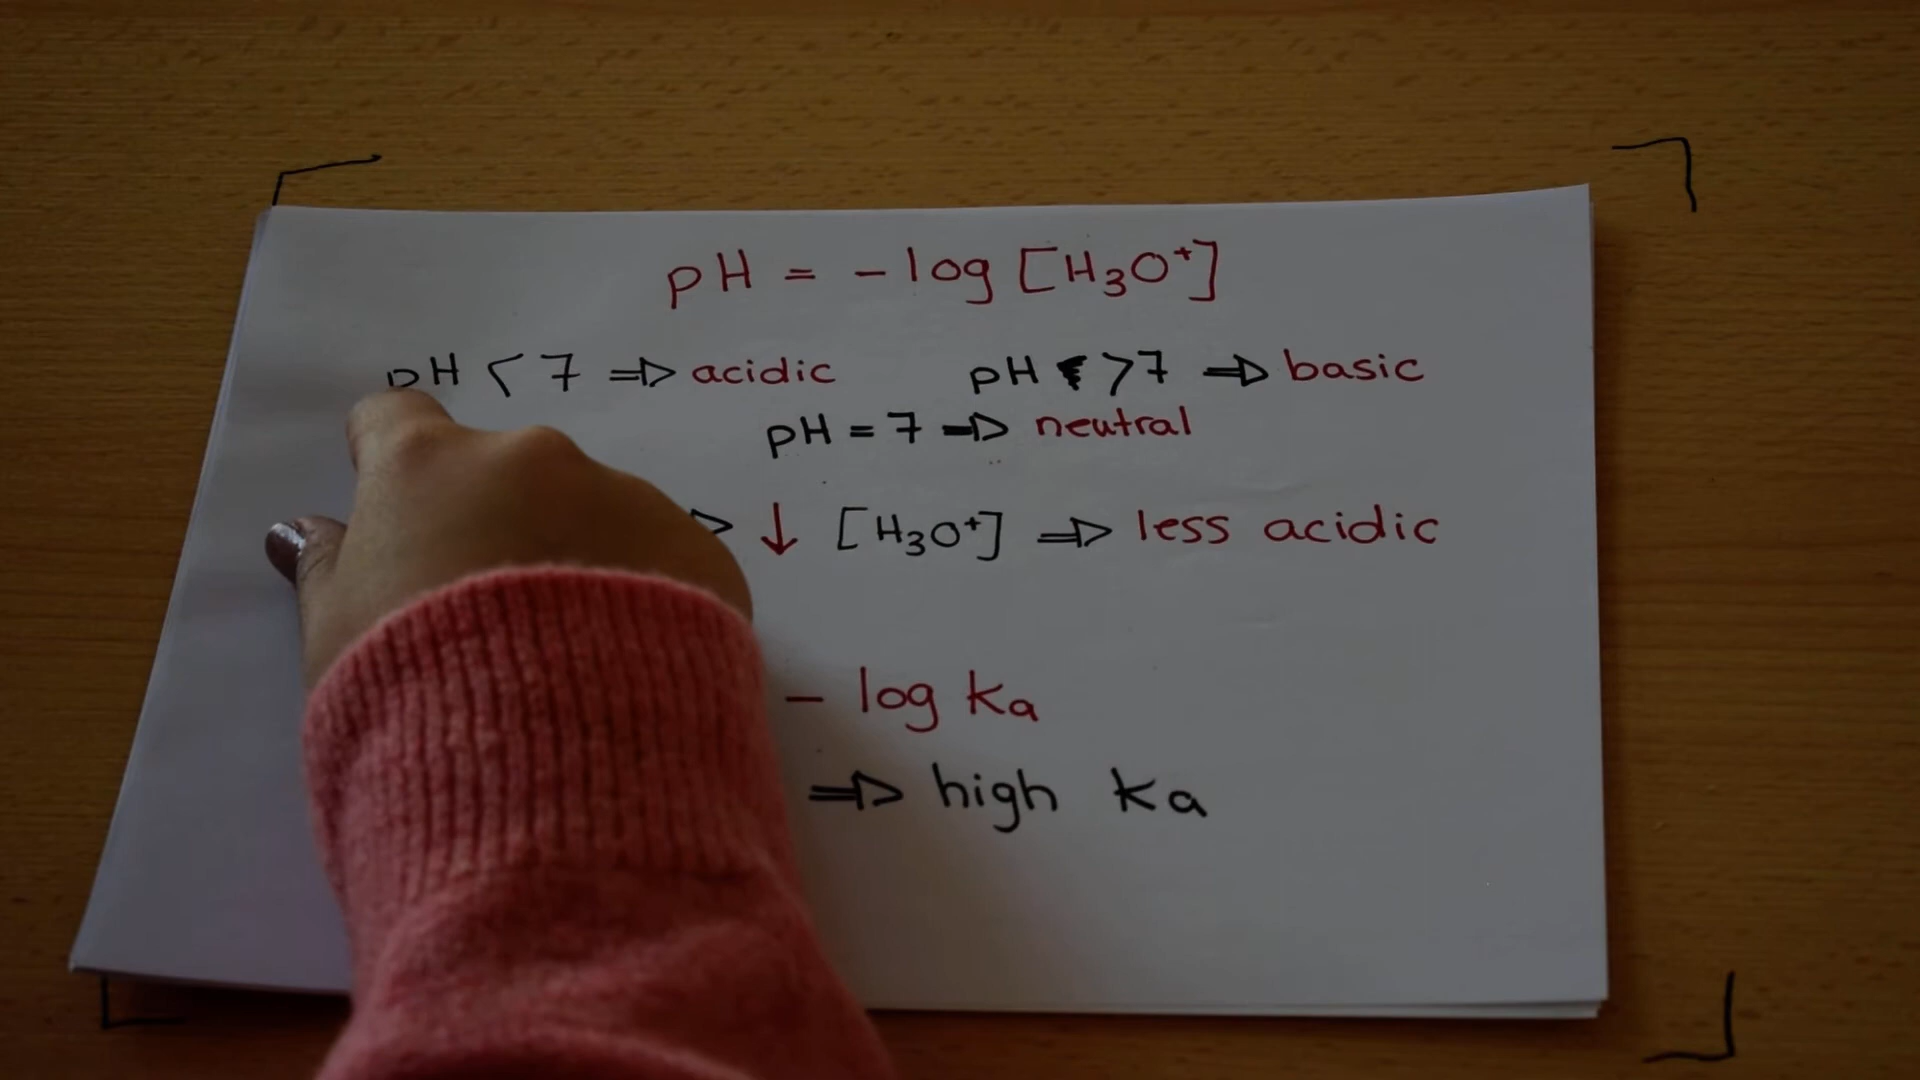 pH = - log [H₃O⁺]
pH < 7 ⇒ acidic pH > 7 ⇒ basic
pH = 7 ⇒ neutral
⇒ ↓ [H₃O⁺] ⇒ less acidic
- log Ka
⇒ high Ka